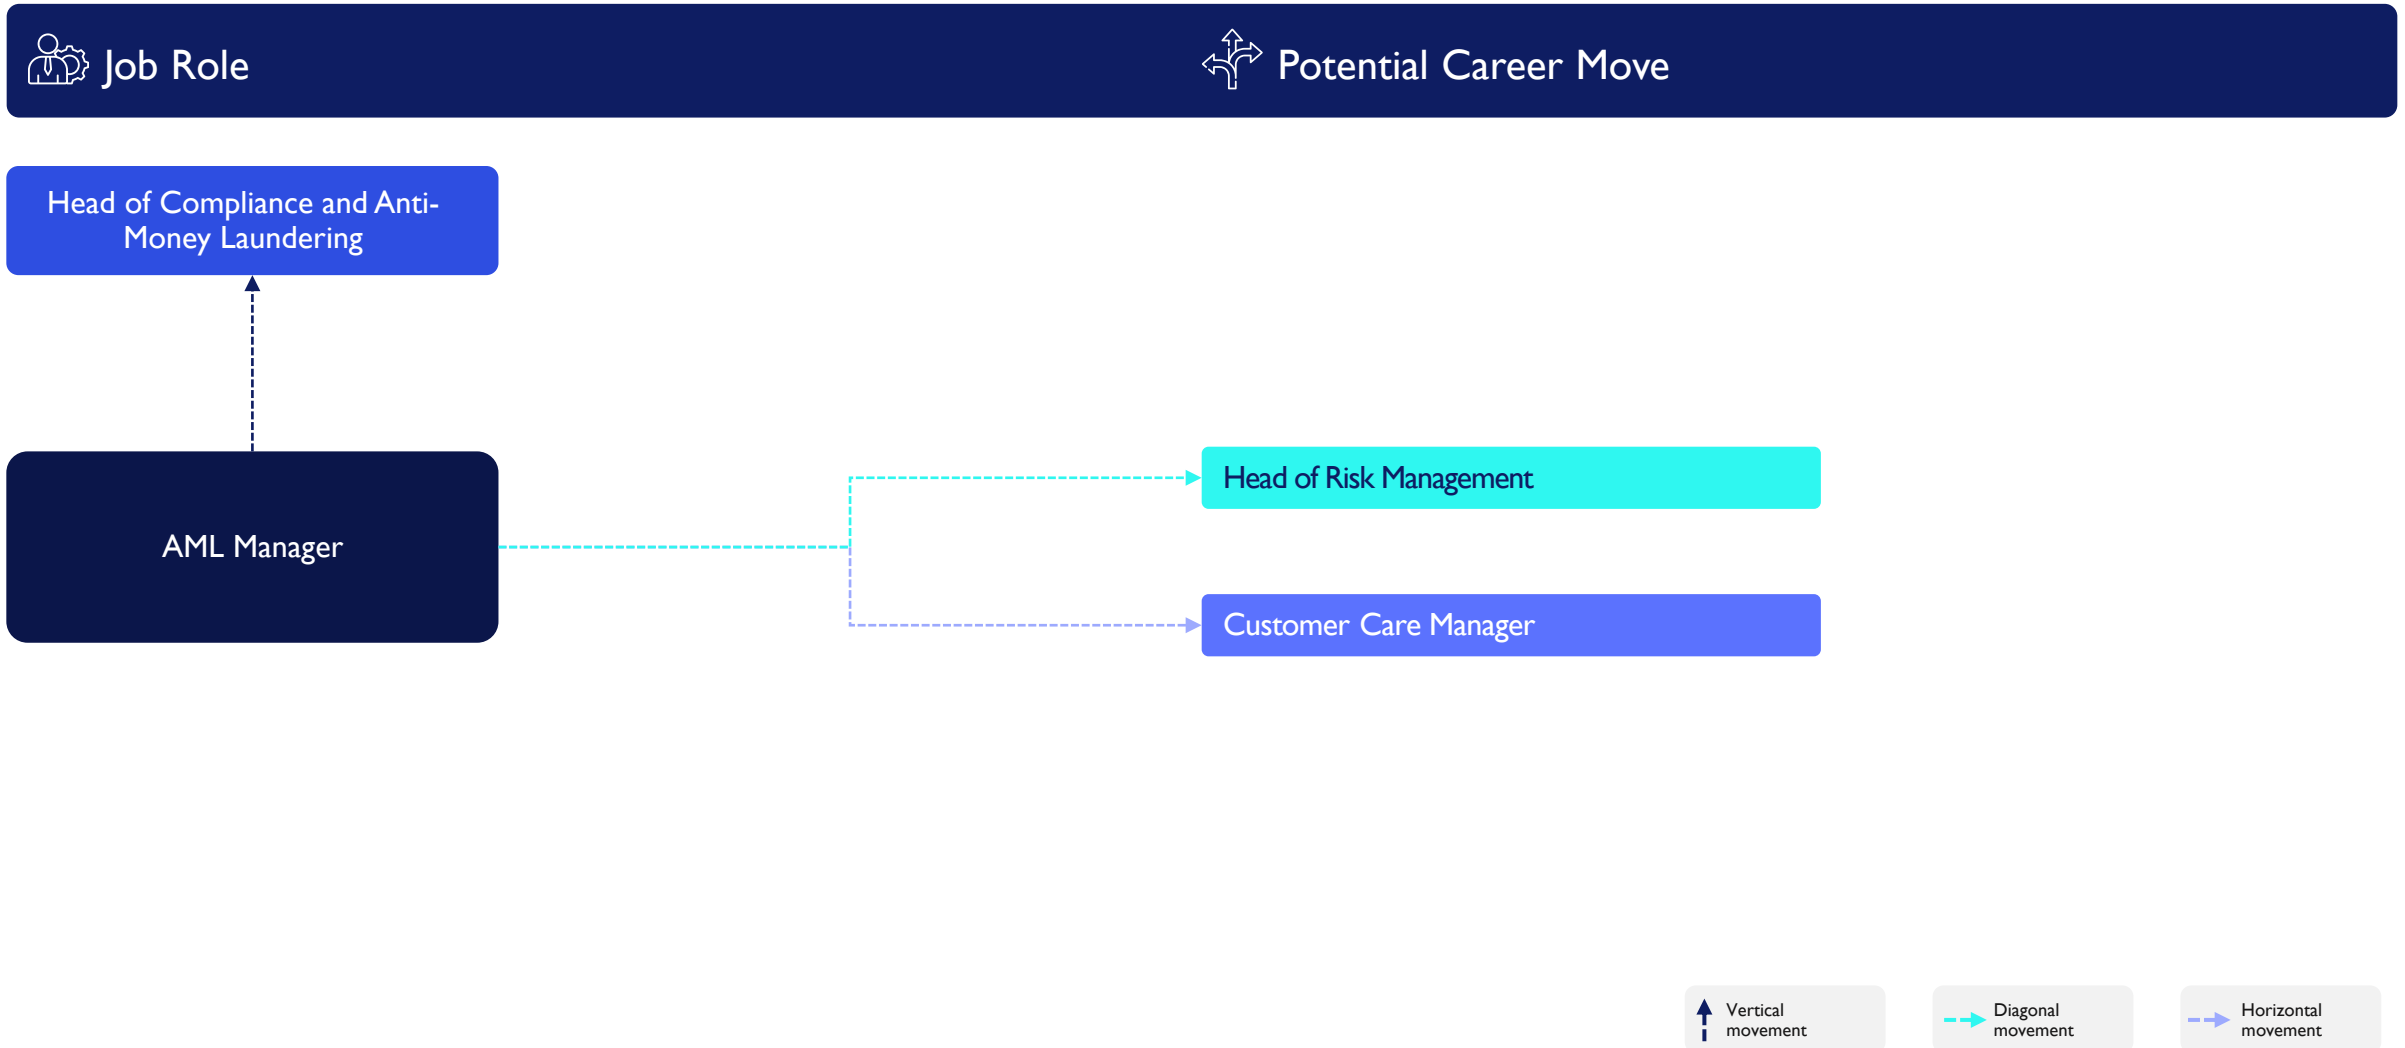 Job Role
Potential Career Move
Head of Compliance and Anti-
Money Laundering
AML Manager
Head of Risk Management
Customer Care Manager
Vertical
movement
Diagonal
movement
Horizontal
movement